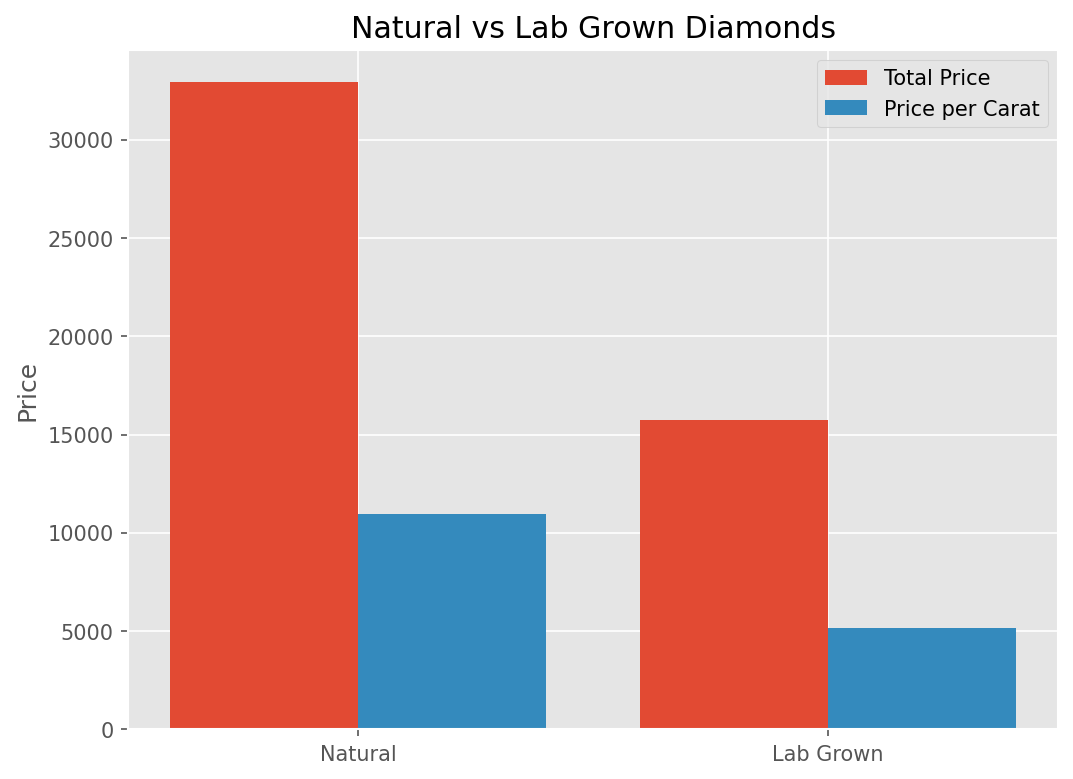 Natural vs Lab Grown Diamonds
Total Price
Price per Carat
30000
25000
20000
15000
10000
5000
0
Price
Natural
Lab Grown